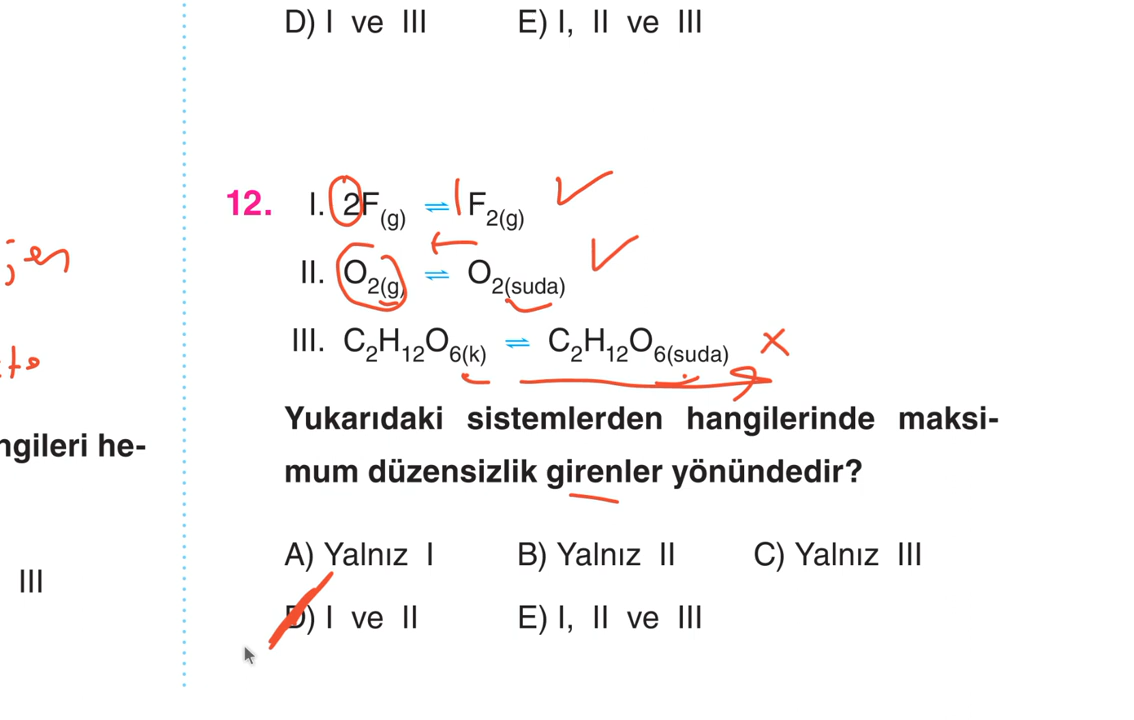 D) I ve III E) I, II ve III
12. I. 2F(g) ⇌ 1 F2(g)
II. O2(g) ⇌ O2(suda)
III. C2H12O6(k) ⇌ C2H12O6(suda)
Yukarıdaki sistemlerden hangilerinde maksi-
mum düzensizlik girenler yönündedir?
A) Yalnız I B) Yalnız II C) Yalnız III
D) I ve II E) I, II ve III
ngileri he-
III